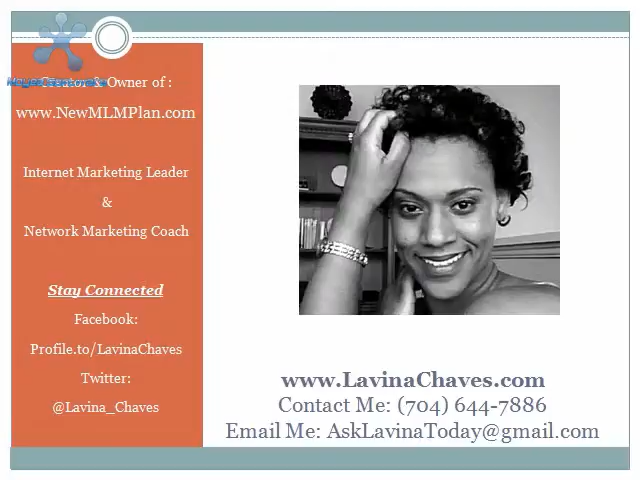 Creator & Owner of :
www.NewMLMPlan.com
Internet Marketing Leader
&
Network Marketing Coach
Stay Connected
Facebook:
Profile.to/LavinaChaves
Twitter:
@Lavina_Chaves
www.LavinaChaves.com
Contact Me: (704) 644-7886
Email Me: AskLavinaToday@gmail.com